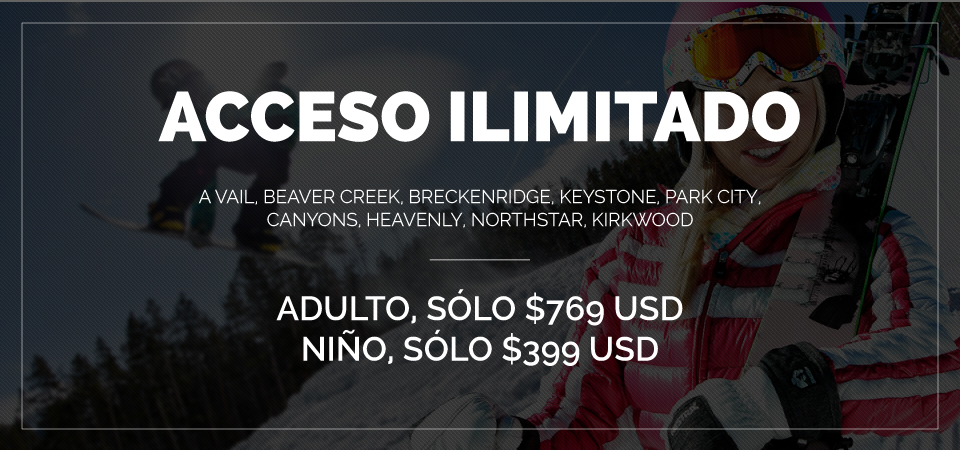 ACCESO ILIMITADO
A VAIL, BEAVER CREEK, BRECKENRIDGE, KEYSTONE, PARK CITY,
CANYONS, HEAVENLY, NORTHSTAR, KIRKWOOD
ADULTO, SÓLO $769 USD
NIÑO, SÓLO $399 USD